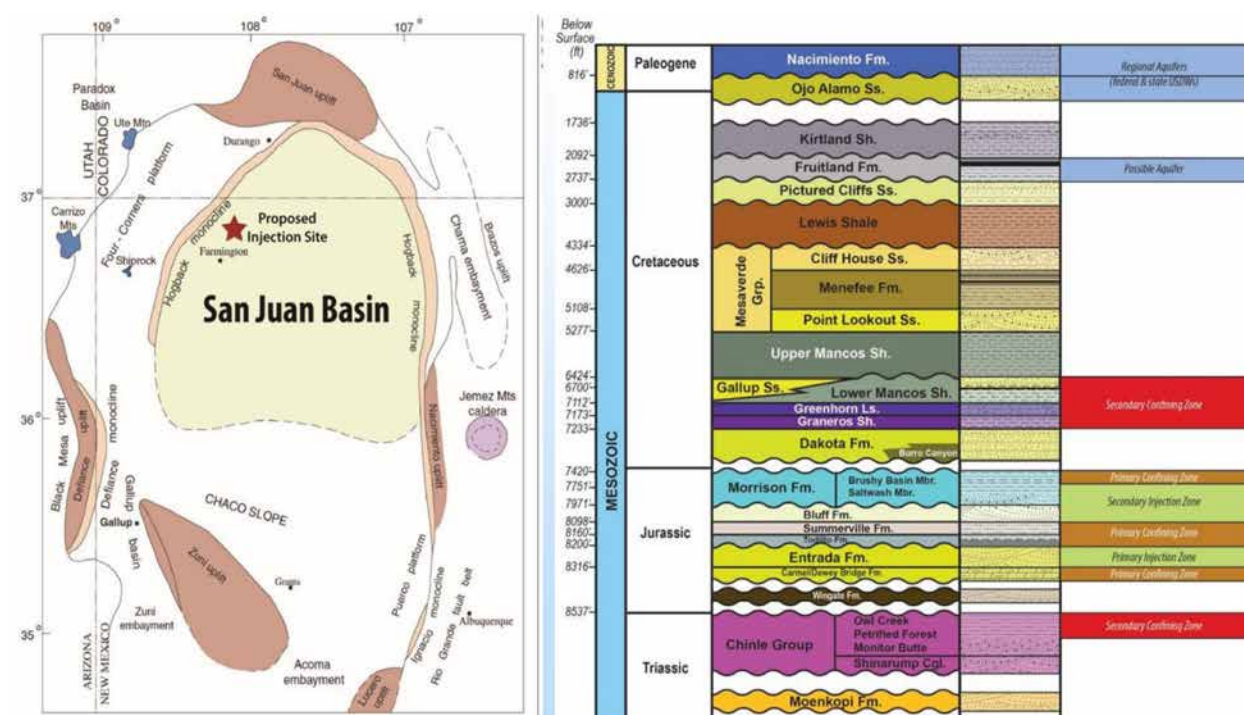 109°
108°
107°
Paradox
Basin
Ute Mtn
UTAH
COLORADO
San Juan uplift
Durango
Four - Corners platform
37
Carrizo
Mts
Shiprock
Hogback monocline
Proposed
Injection Site
Farmington
San Juan Basin
Hogback monocline
Chama embayment
Brazos uplift
36
Black Mesa uplift
Defiance uplift
Defiance monocline
Gallup basin
Gallup
CHACO SLOPE
Nacimiento uplift
Jemez Mts
caldera
Zuni uplift
Grants
Zuni
embayment
Puerco platform
Ignacio monocline
Rio Grande fault belt
Albuquerque
35
ARIZONA
NEW MEXICO
Acoma
embayment
Lucero uplift
Below
Surface
(ft)
816'
1736'
2092'
2737'
3000'
4334'
4626'
5108'
5277'
6424'
6700'
7112'
7173'
7233'
7420'
7751'
7971'
8098'
8160'
8200'
8316'
8537'
CENOZOIC
MESOZOIC
Paleogene
Cretaceous
Jurassic
Triassic
Nacimiento Fm.
Ojo Alamo Ss.
Kirtland Sh.
Fruitland Fm.
Pictured Cliffs Ss.
Lewis Shale
Mesaverde
Grp.
Cliff House Ss.
Menefee Fm.
Point Lookout Ss.
Upper Mancos Sh.
Gallup Ss.
Lower Mancos Sh.
Greenhorn Ls.
Graneros Sh.
Dakota Fm.
Burro Canyon
Morrison Fm.
Brushy Basin Mbr.
Saltwash Mbr.
Bluff Fm.
Summerville Fm.
Todilto Fm.
Entrada Fm.
Carmel/Dewey Bridge Fm.
Wingate Fm.
Chinle Group
Owl Creek
Petrified Forest
Monitor Butte
Shinarump Cgl.
Moenkopi Fm.
Regional Aquifers
(federal & state USDWs)
Possible Aquifer
Secondary Confining Zone
Primary Confining Zone
Secondary Injection Zone
Primary Confining Zone
Primary Injection Zone
Primary Confining Zone
Secondary Confining Zone